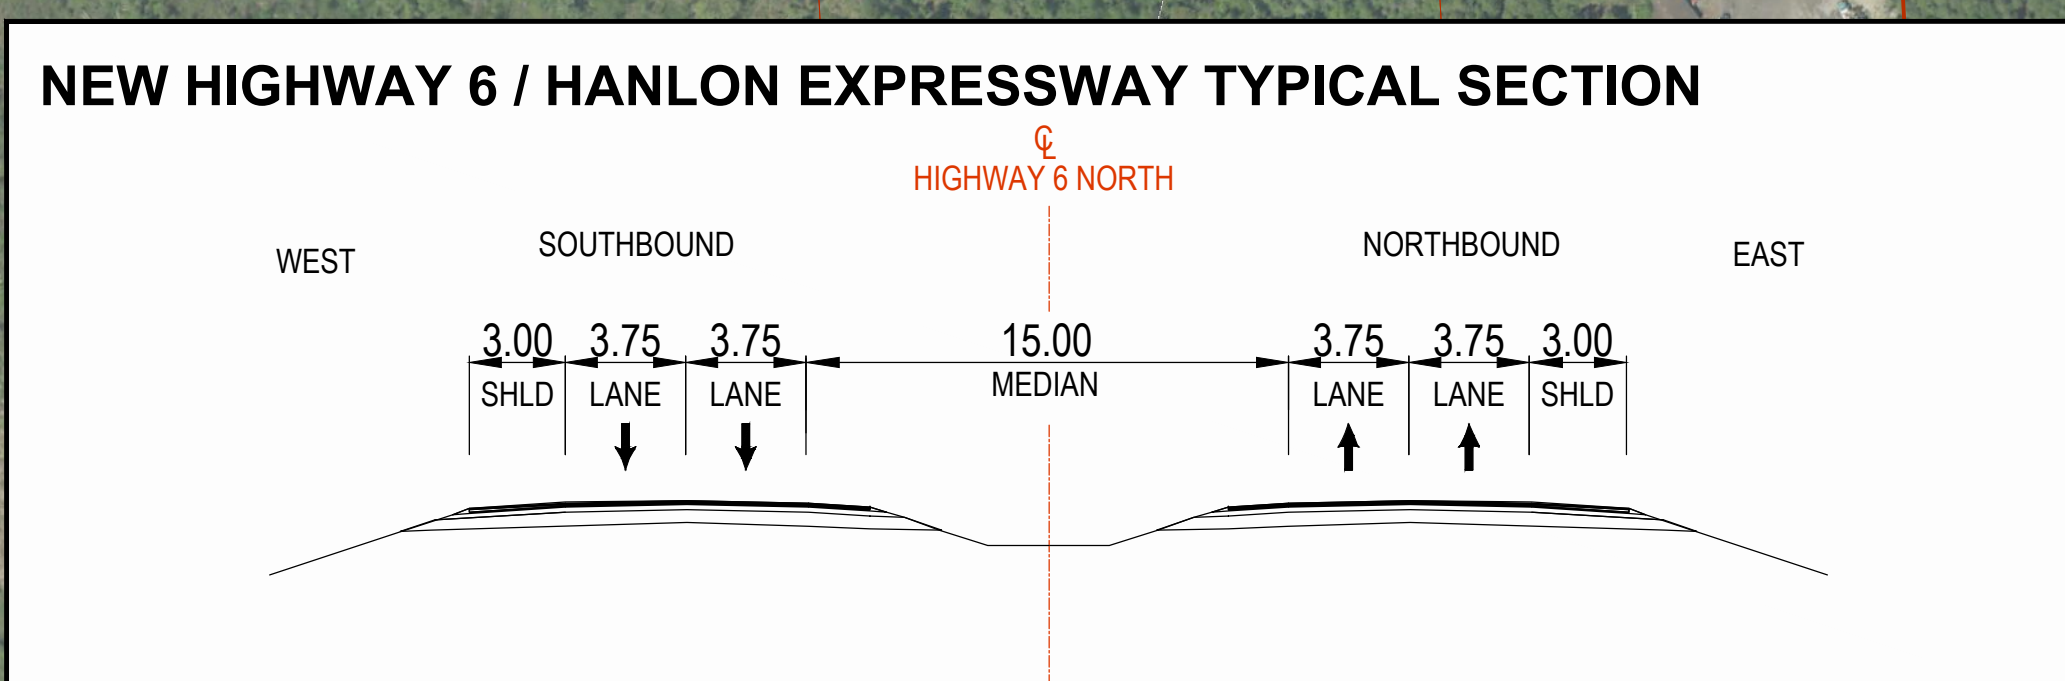 NEW HIGHWAY 6 / HANLON EXPRESSWAY TYPICAL SECTION
℄
HIGHWAY 6 NORTH
WEST SOUTHBOUND NORTHBOUND EAST
3.00 3.75 3.75 15.00 3.75 3.75 3.00
SHLD LANE LANE MEDIAN LANE LANE SHLD